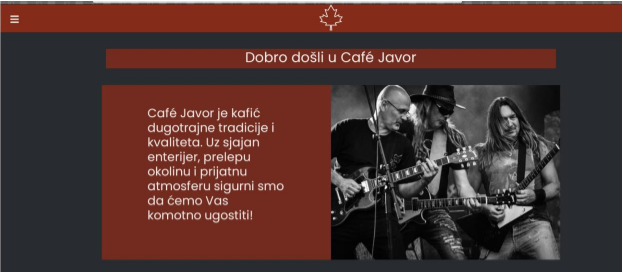 Dobro došli u Café Javor
Café Javor je kafić
dugotrajne tradicije i
kvaliteta. Uz sjajan
enterijer, prelepu
okolinu i prijatnu
atmosferu sigurni smo
da ćemo Vas
komotno ugostiti!